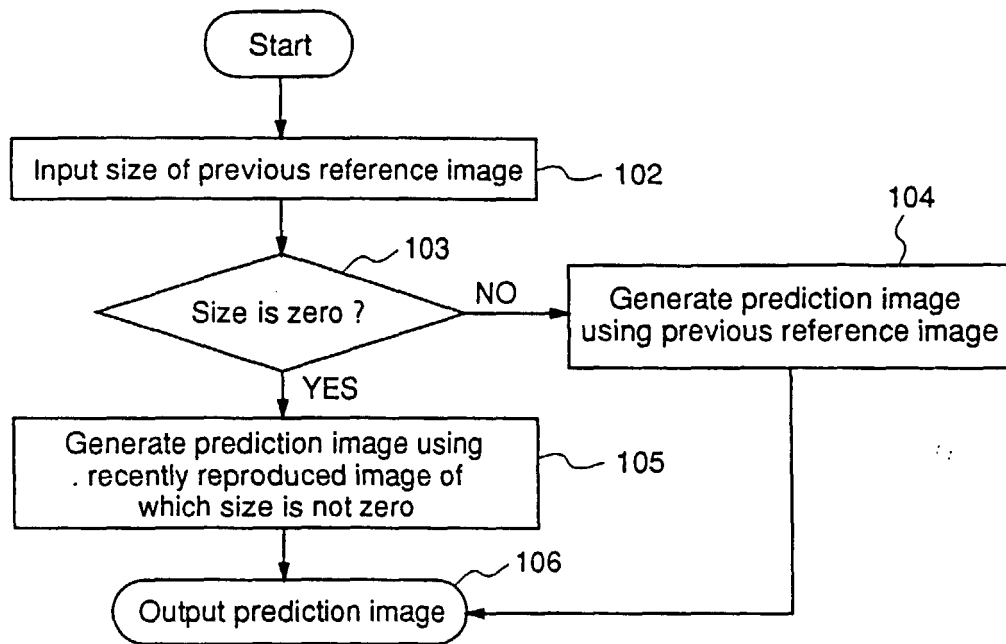 Start
Input size of previous reference image
102
103
Size is zero ?
NO
104
Generate prediction image
using previous reference image
YES
Generate prediction image using
recently reproduced image of
which size is not zero
105
106
Output prediction image